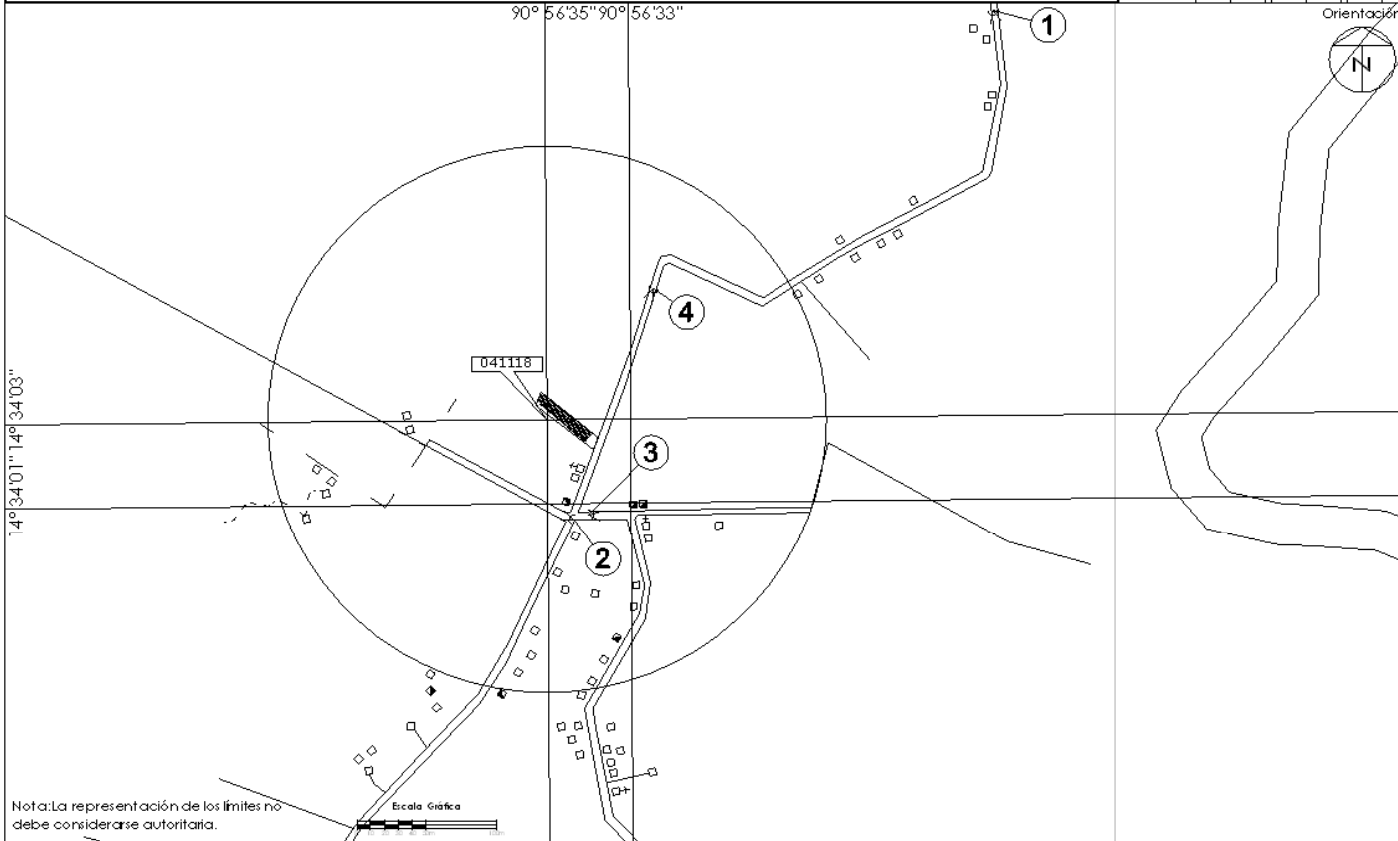 90° 56'35" 90° 56'33"
1
Orientación
N
4
041118
14° 34'03"
3
14° 34'01"
2
Nota:La representación de los límites no
debe considerarse autoritaria.
Escala Gráfica